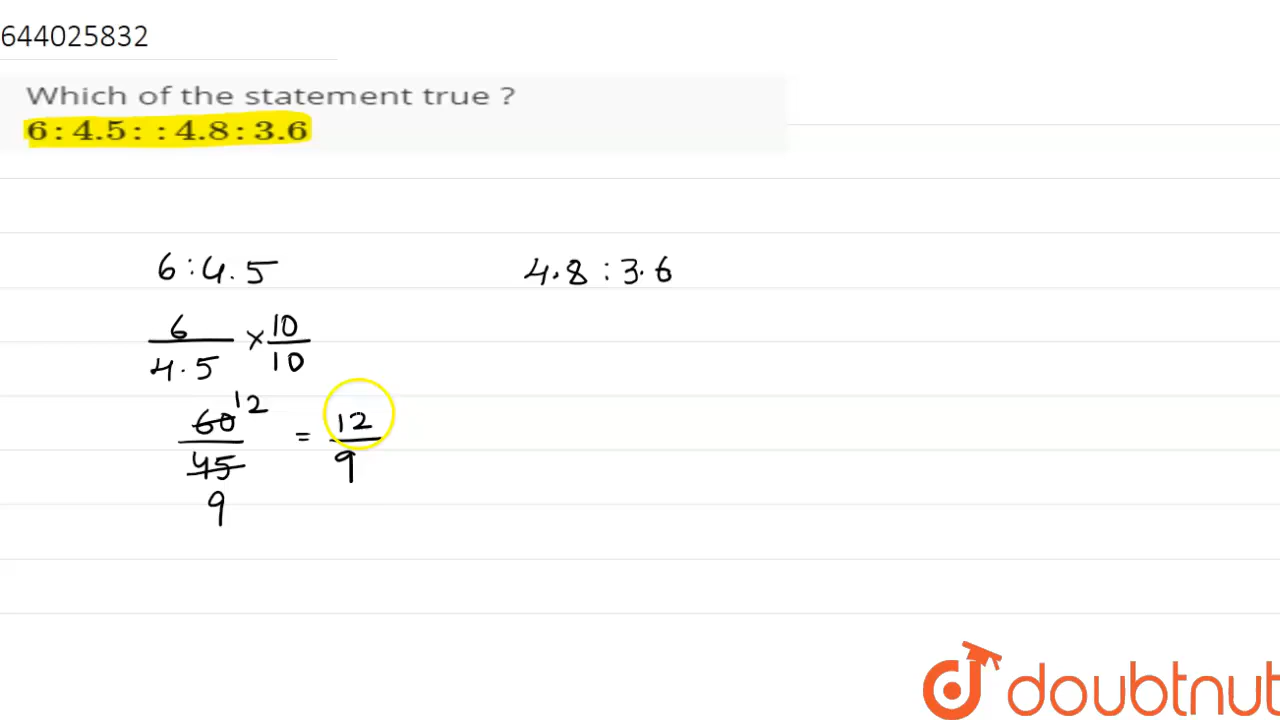 644025832
Which of the statement true ?
6 : 4.5 : : 4.8 : 3.6
6 : 4.5
4.8 : 3.6
6/4.5 × 10/10
60/45 12/9 = 12/9
doubtnut